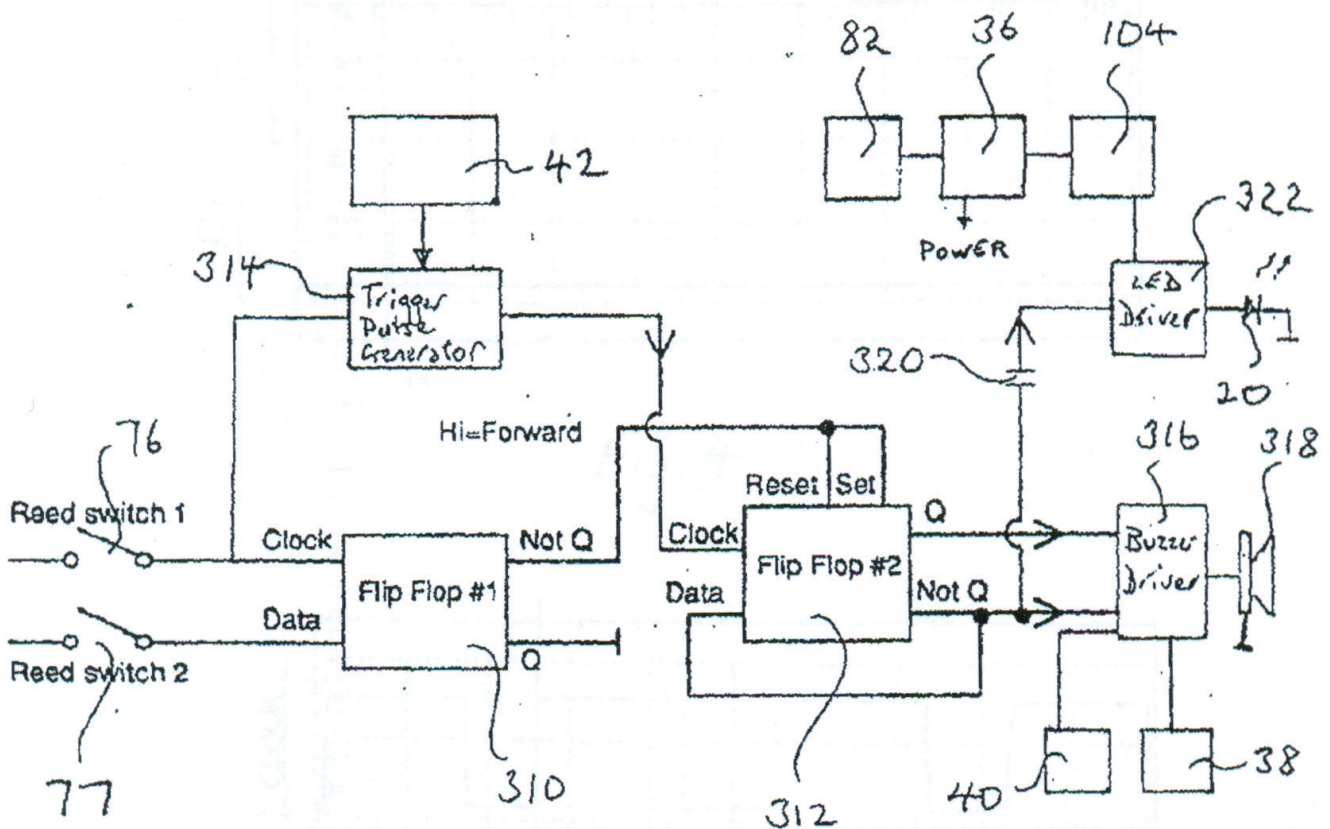 82 36 104
42
POWER
322
314
Trigger
Pulse
Generator
LED
Driver
320
20
Hi=Forward
76
316
318
Reed switch 1
Reset Set
Clock
Not Q
Clock
Q
Buzzer
Driver
Flip Flop #1
Flip Flop #2
Data
Data
Not Q
Reed switch 2
Q
77
310
312
40
38